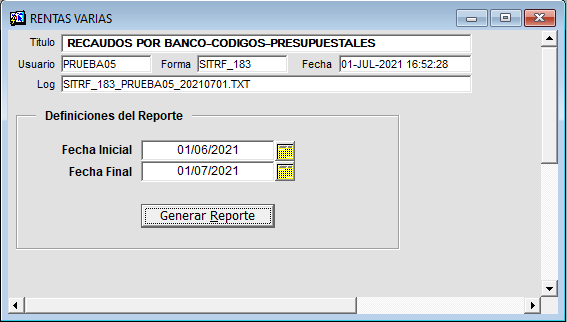 RENTAS VARIAS
Titulo RECAUDOS POR BANCO-CODIGOS-PRESUPUESTALES
Usuario PRUEBA05 Forma SITRF_183 Fecha 01-JUL-2021 16:52:28
Log SITRF_183_PRUEBA05_20210701.TXT
Definiciones del Reporte
Fecha Inicial 01/06/2021
Fecha Final 01/07/2021
Generar Reporte